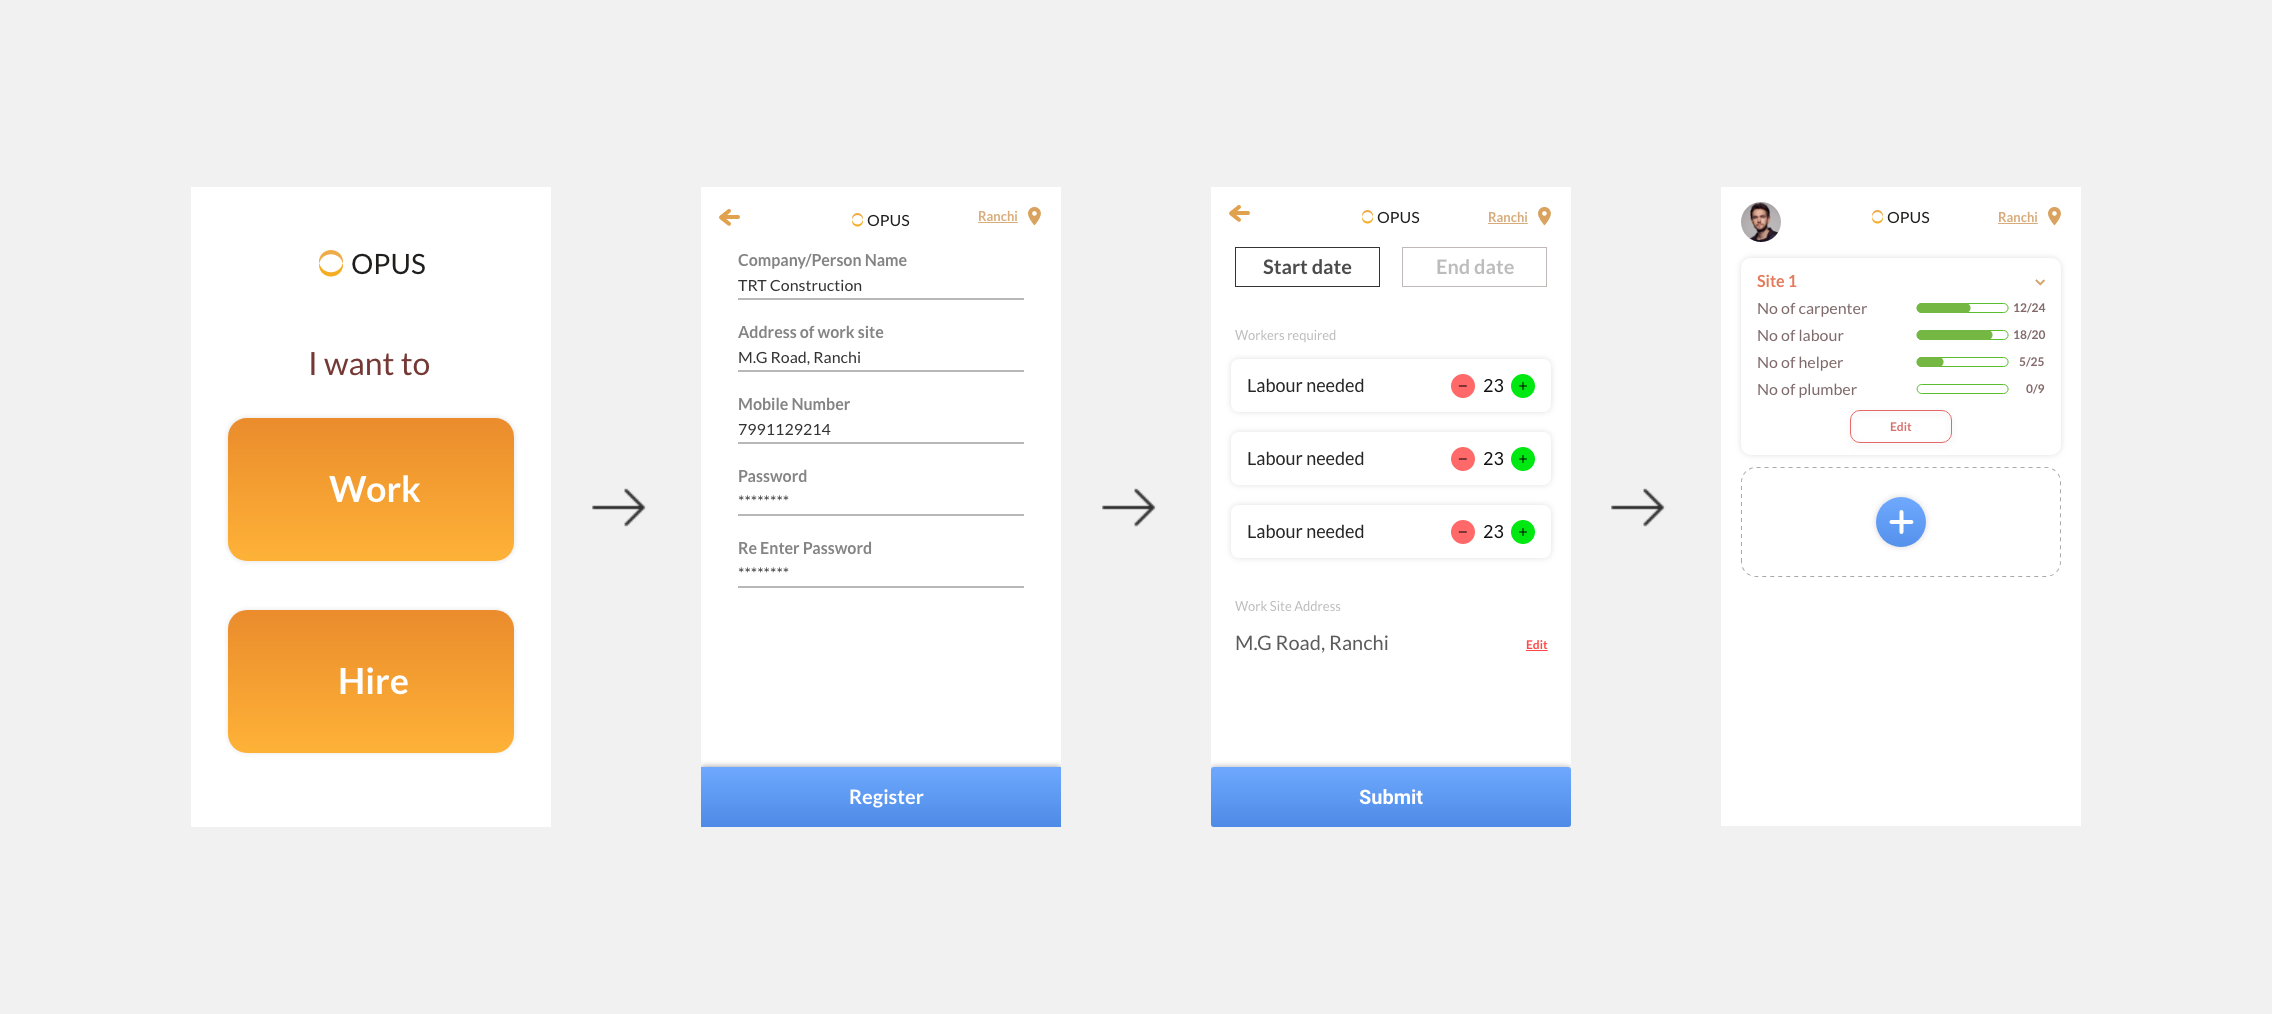 OPUS
I want to
Work
Hire
OPUS
Ranchi
Company/Person Name
TRT Construction
Address of work site
M.G Road, Ranchi
Mobile Number
7991129214
Password
********
Re Enter Password
********
Register
OPUS
Ranchi
Start date
End date
Workers required
Labour needed - 23 +
Labour needed - 23 +
Labour needed - 23 +
Work Site Address
M.G Road, Ranchi
Edit
Submit
OPUS
Ranchi
Site 1
No of carpenter 12/24
No of labour 18/20
No of helper 5/25
No of plumber 0/9
Edit
+